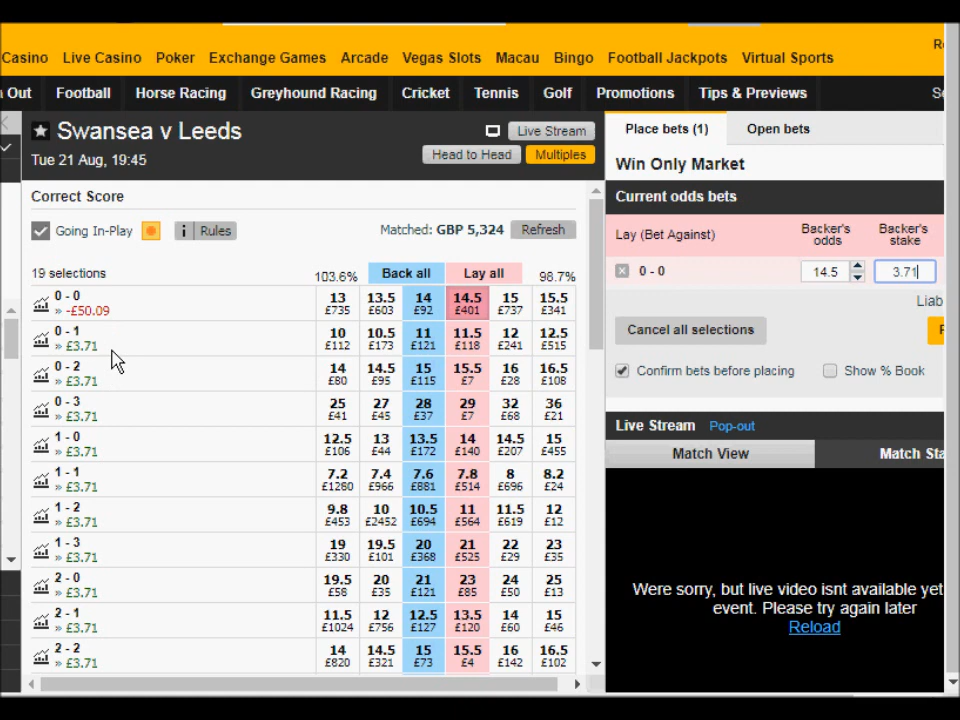 Casino Live Casino Poker Exchange Games Arcade Vegas Slots Macau Bingo Football Jackpots Virtual Sports
Out Football Horse Racing Greyhound Racing Cricket Tennis Golf Promotions Tips & Previews
Swansea v Leeds
Live Stream
Tue 21 Aug, 19:45
Head to Head Multiples
Correct Score
Going In-Play i Rules Matched: GBP 5,324 Refresh
19 selections 103.6% Back all Lay all 98.7%
0 - 0 13 13.5 14 14.5 15 15.5
» -£50.09 £735 £603 £92 £401 £737 £341
0 - 1 10 10.5 11 11.5 12 12.5
» £3.71 £112 £173 £121 £118 £241 £515
0 - 2 14 14.5 15 15.5 16 16.5
» £3.71 £80 £95 £115 £7 £28 £108
0 - 3 25 27 28 29 32 36
» £3.71 £41 £45 £37 £7 £68 £21
1 - 0 12.5 13 13.5 14 14.5 15
» £3.71 £106 £44 £172 £140 £207 £455
1 - 1 7.2 7.4 7.6 7.8 8 8.2
» £3.71 £1280 £966 £881 £514 £696 £24
1 - 2 9.8 10 10.5 11 11.5 12
» £3.71 £453 £2452 £694 £564 £619 £12
1 - 3 19 19.5 20 21 22 23
» £3.71 £330 £101 £368 £525 £29 £35
2 - 0 19.5 20 21 23 24 25
» £3.71 £58 £35 £121 £85 £50 £13
2 - 1 11.5 12 12.5 13.5 14 15
» £3.71 £1024 £756 £127 £120 £60 £46
2 - 2 14 14.5 15 15.5 16 16.5
» £3.71 £820 £321 £73 £4 £142 £102
Place bets (1) Open bets
Win Only Market
Current odds bets
Lay (Bet Against) Backer's odds Backer's stake
0 - 0 14.5 3.71
Liab
Cancel all selections
Confirm bets before placing Show % Book
Live Stream Pop-out
Match View Match Sta
Were sorry, but live video isnt available yet
event. Please try again later
Reload